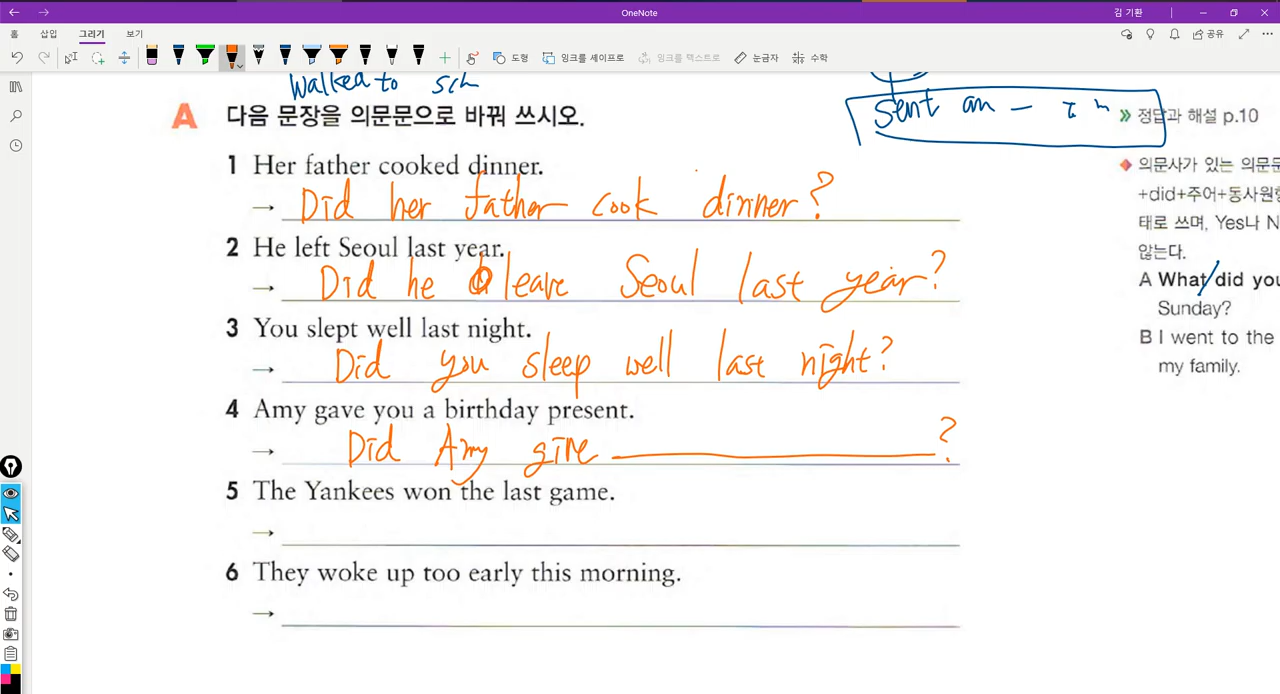 OneNote
김 기환
홈 삽입 그리기 보기
공유
도형 잉크를 셰이프로 잉크를 텍스트로 눈금자 수학
walked to sch
sent an
A 다음 문장을 의문문으로 바꿔 쓰시오.
정답과 해설 p.10
1 Her father cooked dinner.
→ Did her father cook dinner?
2 He left Seoul last year.
→ Did he leave Seoul last year?
3 You slept well last night.
→ Did you sleep well last night?
4 Amy gave you a birthday present.
→ Did Amy give ?
5 The Yankees won the last game.
→
6 They woke up too early this morning.
→
의문사가 있는 의문문
+did+주어+동사원형
태로 쓰며, Yes나 N
않는다.
A What did you
Sunday?
B I went to the
my family.